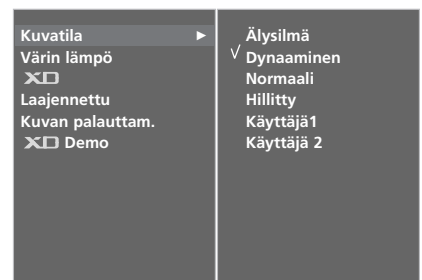 Kuvatila ►
Värin lämpö
XD
Laajennettu
Kuvan palauttam.
XD Demo
Älysilmä
√ Dynaaminen
Normaali
Hillitty
Käyttäjä1
Käyttäjä 2